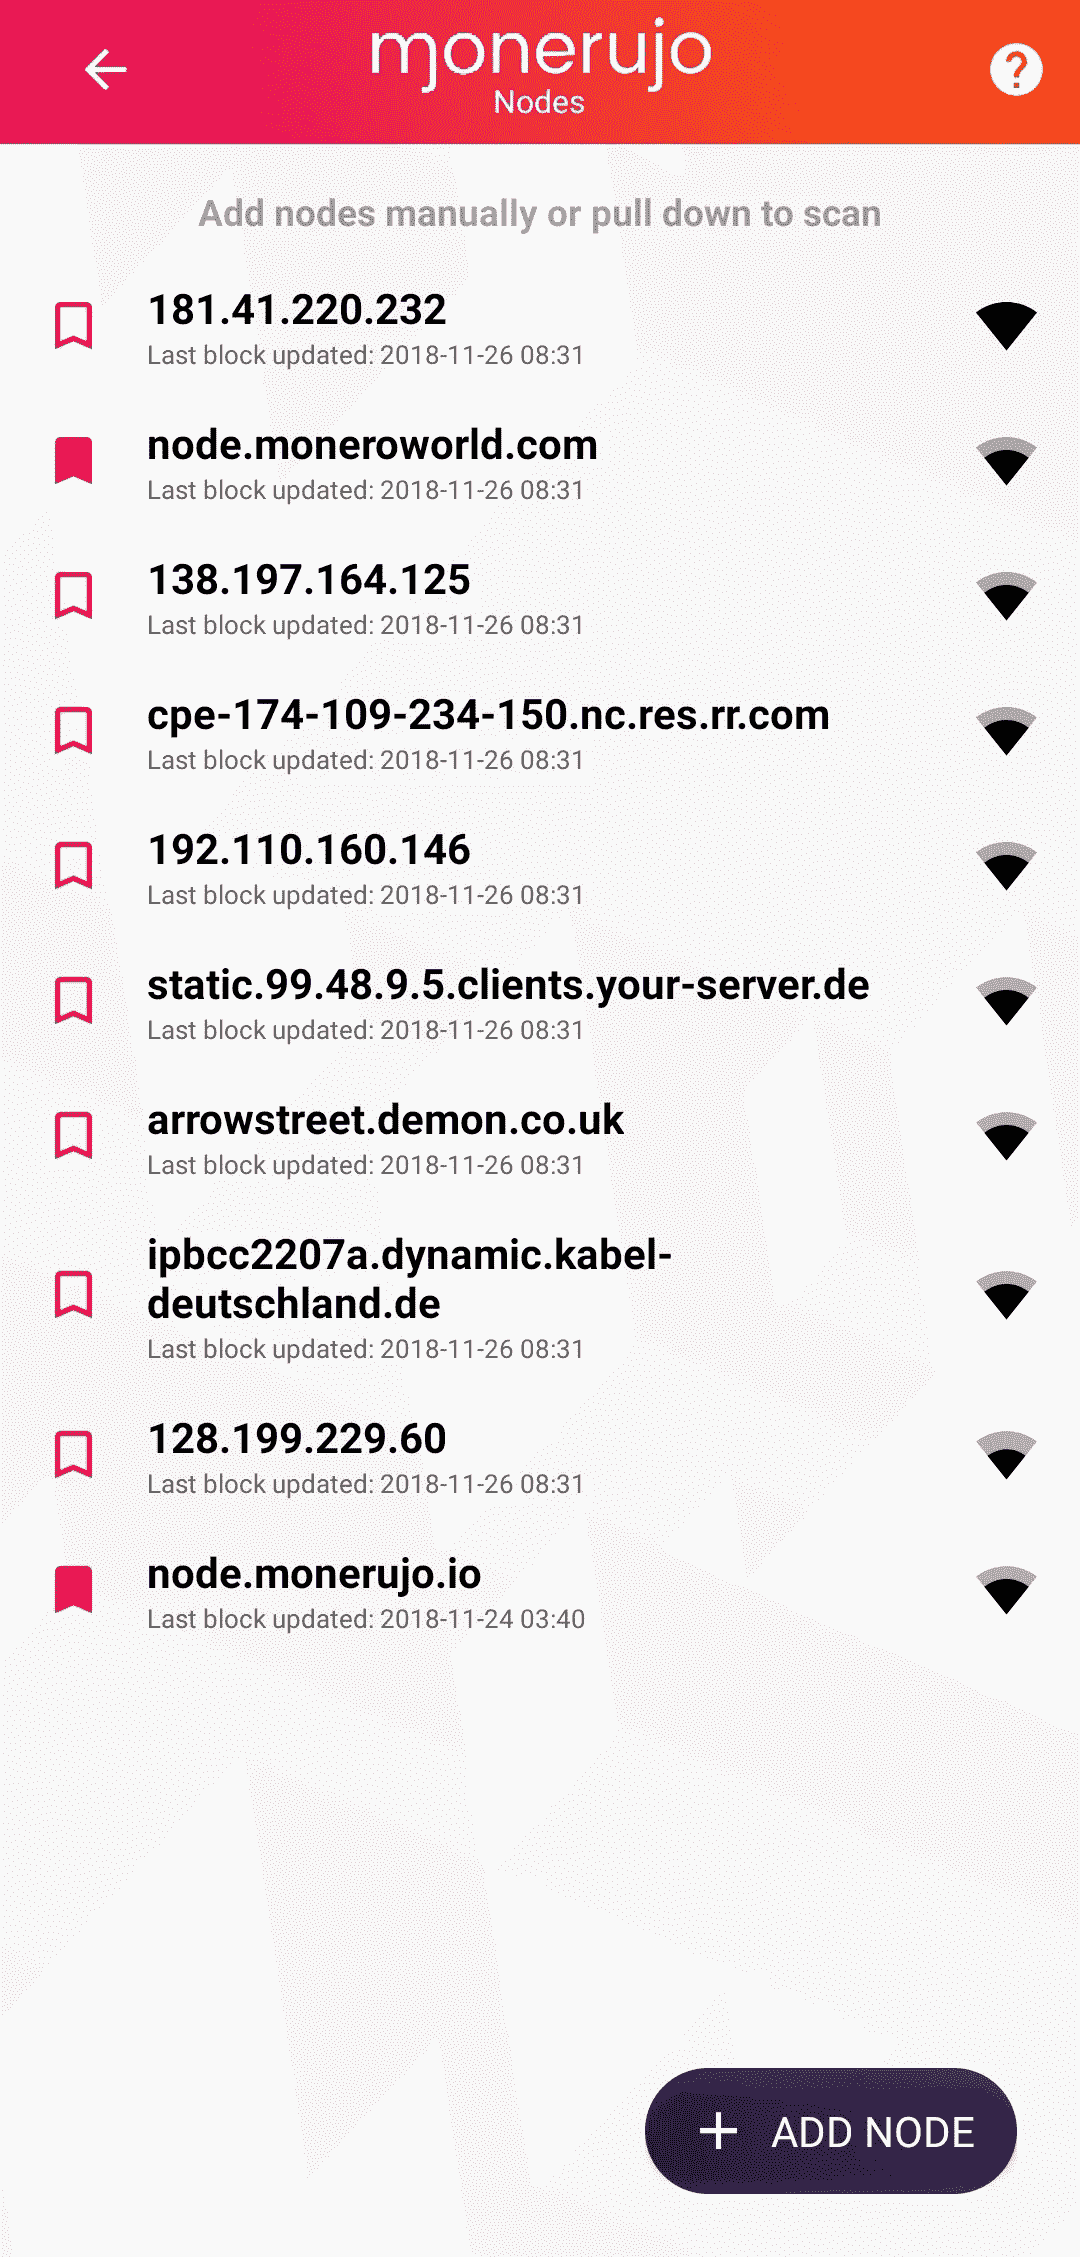 monerujo
Nodes
Add nodes manually or pull down to scan
181.41.220.232
Last block updated: 2018-11-26 08:31
node.moneroworld.com
Last block updated: 2018-11-26 08:31
138.197.164.125
Last block updated: 2018-11-26 08:31
cpe-174-109-234-150.nc.res.rr.com
Last block updated: 2018-11-26 08:31
192.110.160.146
Last block updated: 2018-11-26 08:31
static.99.48.9.5.clients.your-server.de
Last block updated: 2018-11-26 08:31
arrowstreet.demon.co.uk
Last block updated: 2018-11-26 08:31
ipbcc2207a.dynamic.kabel-
deutschland.de
Last block updated: 2018-11-26 08:31
128.199.229.60
Last block updated: 2018-11-26 08:31
node.monerujo.io
Last block updated: 2018-11-24 03:40
ADD NODE